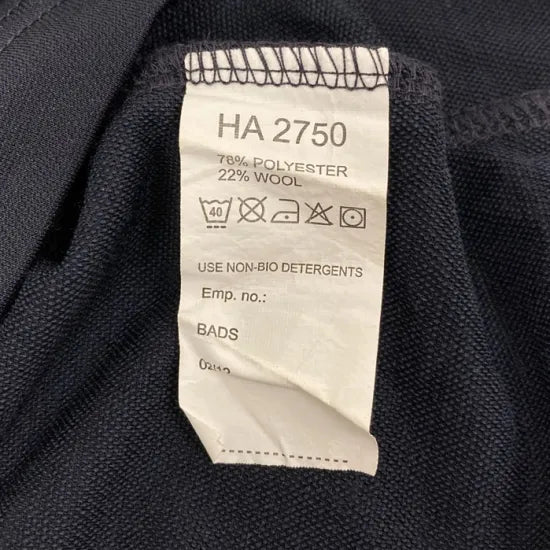 HA 2750
78% POLYESTER
22% WOOL
40
USE NON-BIO DETERGENTS
Emp. no.:
BADS